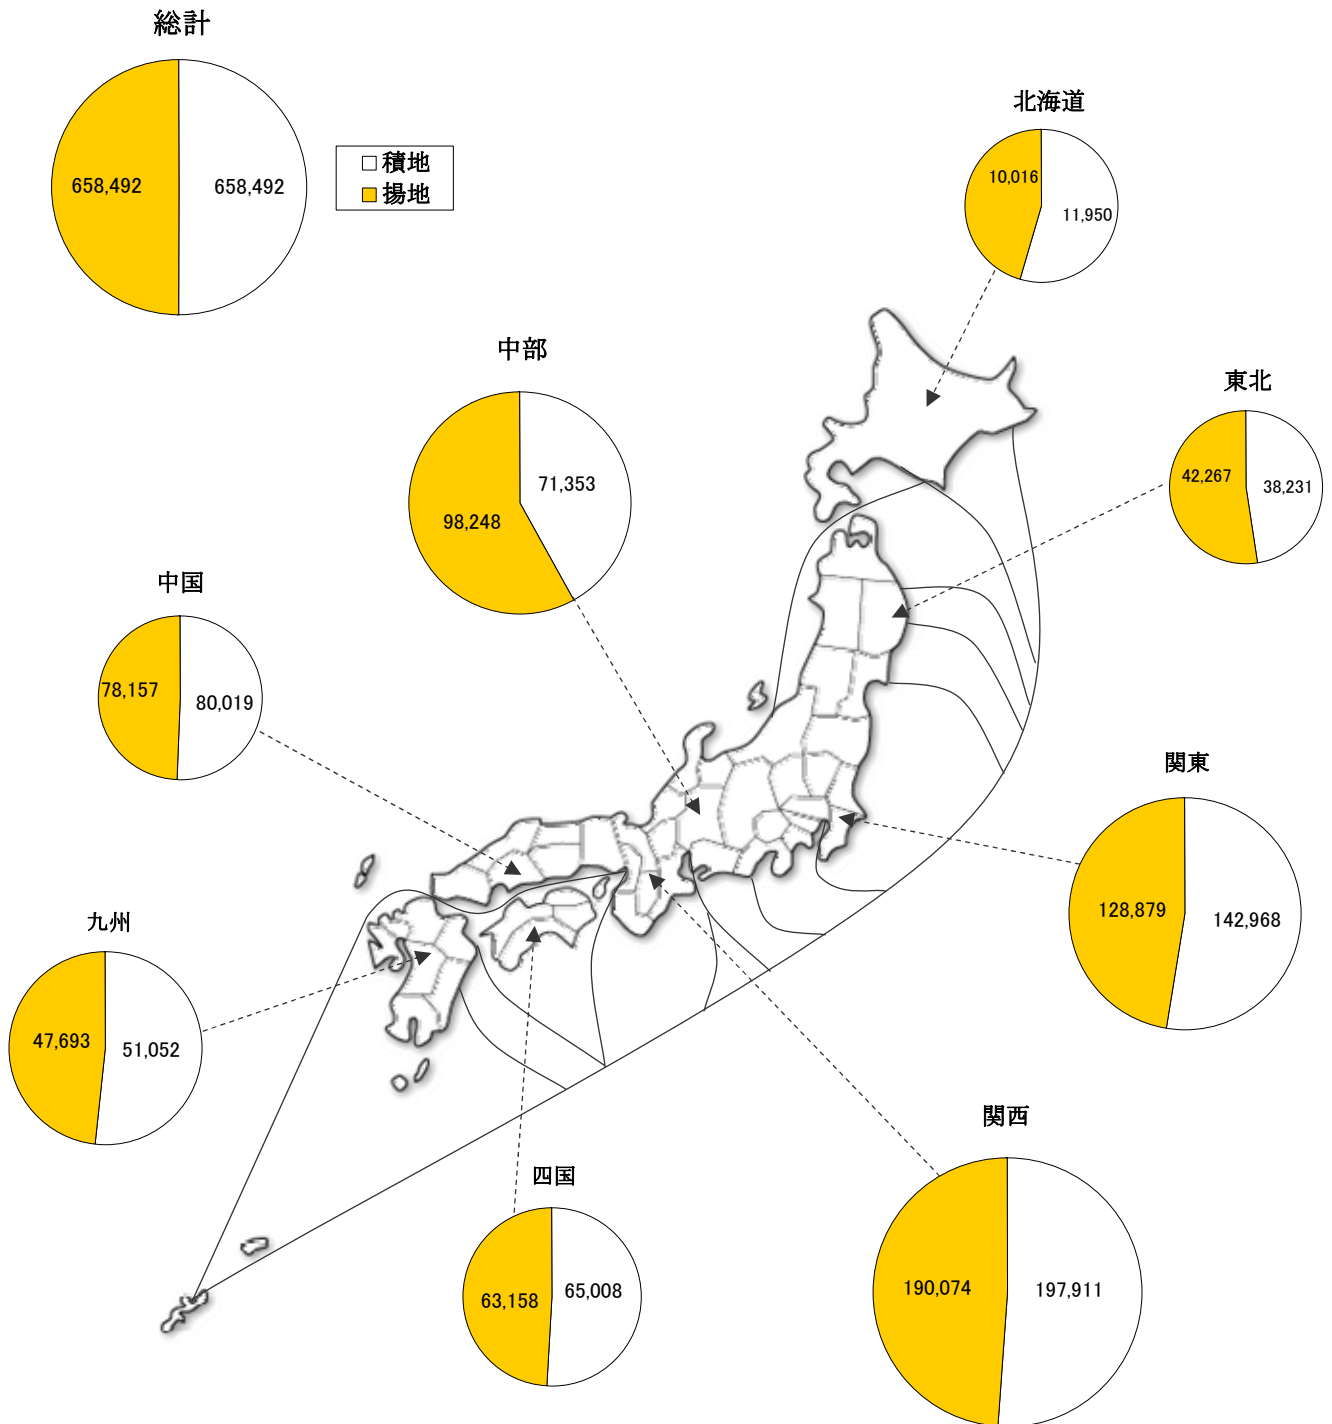 総計
658,492
658,492
積地
揚地
北海道
10,016
11,950
中部
71,353
98,248
東北
42,267
38,231
中国
78,157
80,019
関東
128,879
142,968
九州
47,693
51,052
関西
190,074
197,911
四国
63,158
65,008